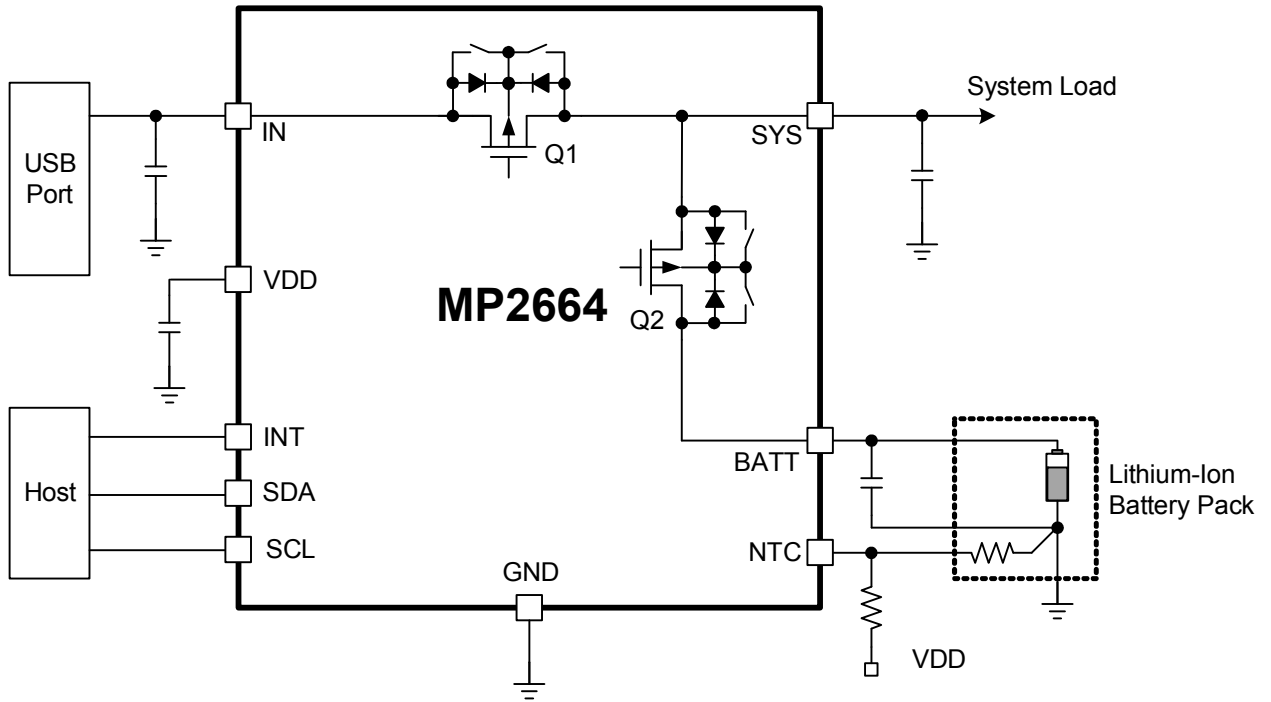 System Load
IN
SYS
Q1
USB
Port
VDD
MP2664
Q2
INT
BATT
Host
SDA
Lithium-Ion
Battery Pack
SCL
NTC
GND
VDD